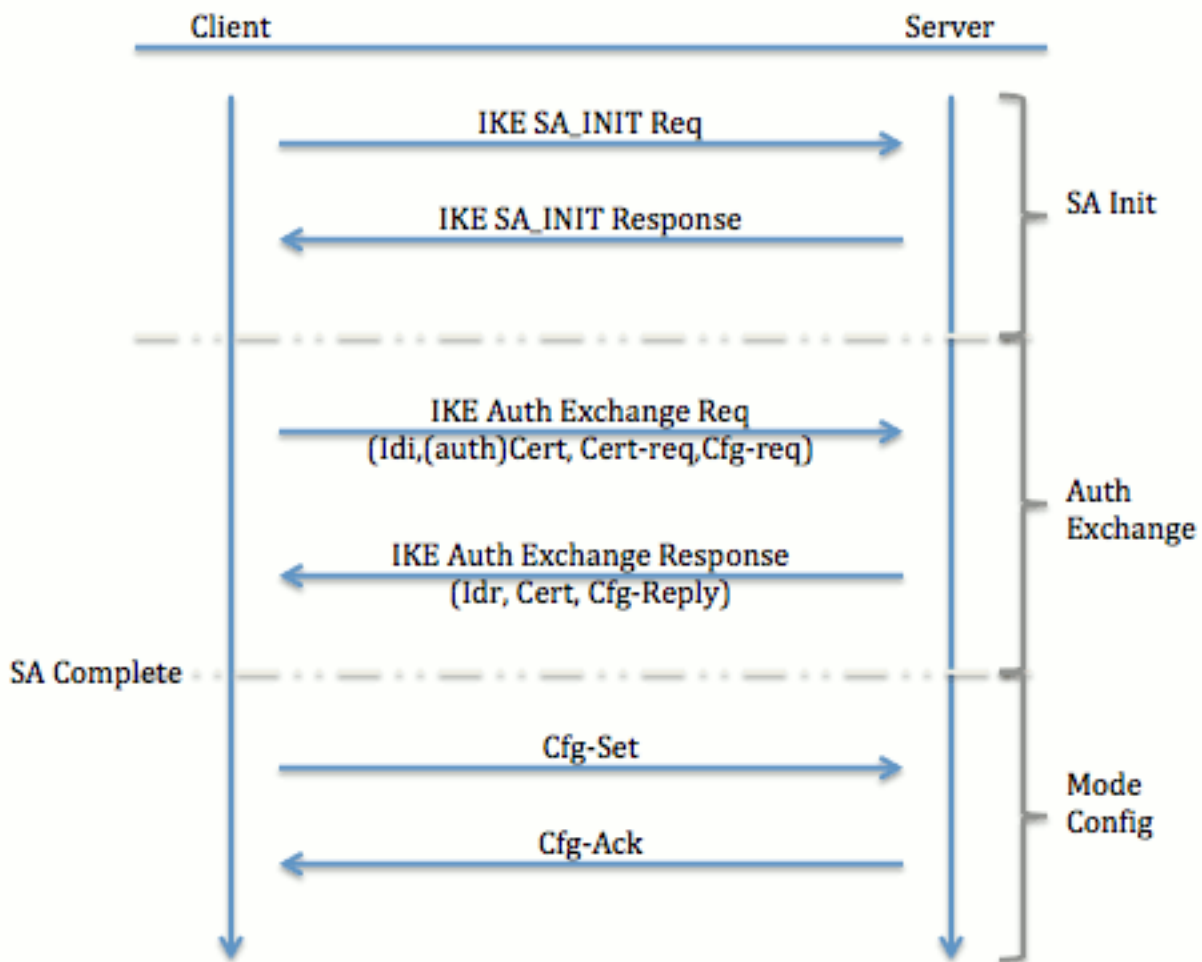 Client
Server
IKE SA_INIT Req
IKE SA_INIT Response
SA Init
IKE Auth Exchange Req
(Idi,(auth)Cert, Cert-req,Cfg-req)
IKE Auth Exchange Response
(Idr, Cert, Cfg-Reply)
Auth
Exchange
SA Complete
Cfg-Set
Cfg-Ack
Mode
Config